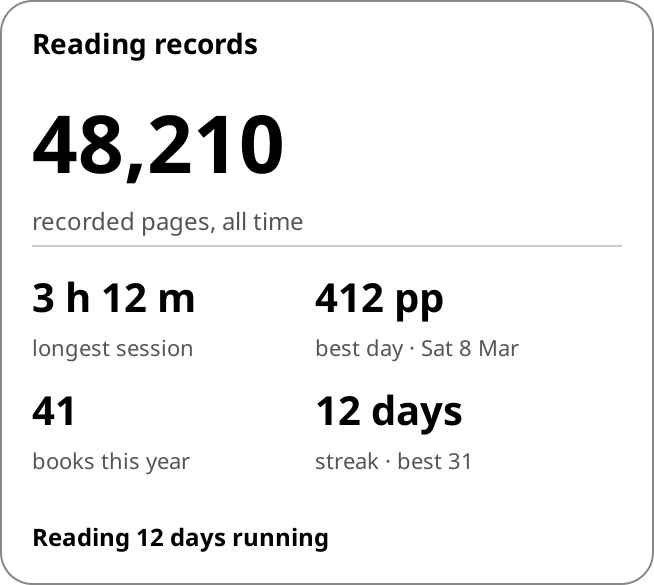 Reading records
48,210
recorded pages, all time
3 h 12 m
longest session
412 pp
best day · Sat 8 Mar
41
books this year
12 days
streak · best 31
Reading 12 days running